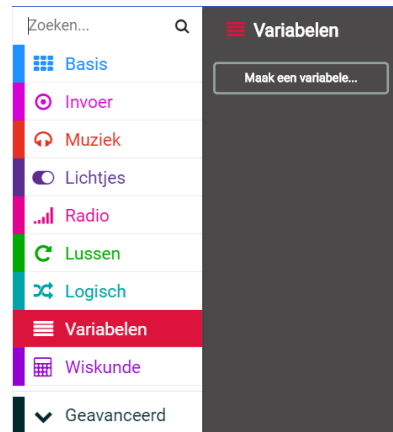 Zoeken...
Basis
Invoer
Muziek
Lichtjes
Radio
Lussen
Logisch
Variabelen
Wiskunde
Geavanceerd
Variabelen
Maak een variabele...